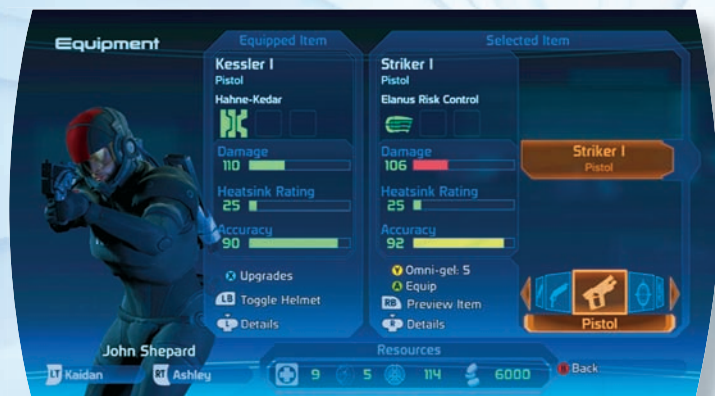 Equipment
Equipped Item
Kessler I
Pistol
Hahne-Kedar
Damage
110
Heatsink Rating
25
Accuracy
90
X Upgrades
LB Toggle Helmet
L Details
Selected Item
Striker I
Pistol
Elanus Risk Control
Damage
106
Heatsink Rating
25
Accuracy
92
Y Omni-gel: 5
A Equip
RB Preview Item
R Details
Striker I
Pistol
Pistol
John Shepard
LT Kaidan
RT Ashley
Resources
9 5 114 6000
B Back